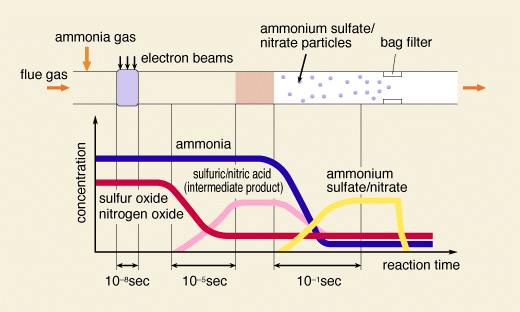 ammonia gas
ammonium sulfate/
nitrate particles
bag filter
electron beams
flue gas
ammonia
concentration
sulfuric/nitric acid
(intermediate product)
ammonium
sulfate/nitrate
sulfur oxide
nitrogen oxide
reaction time
10⁻⁸sec
10⁻⁵sec
10⁻¹sec